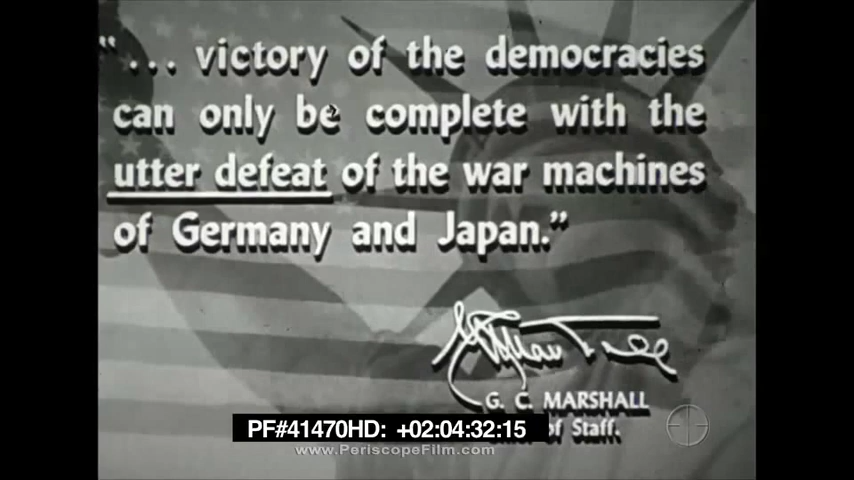 "... victory of the democracies
can only be complete with the
utter defeat of the war machines
of Germany and Japan."
G. C. MARSHALL
of Staff.
PF#41470HD: +02:04:32:15
www.PeriscopeFilm.com